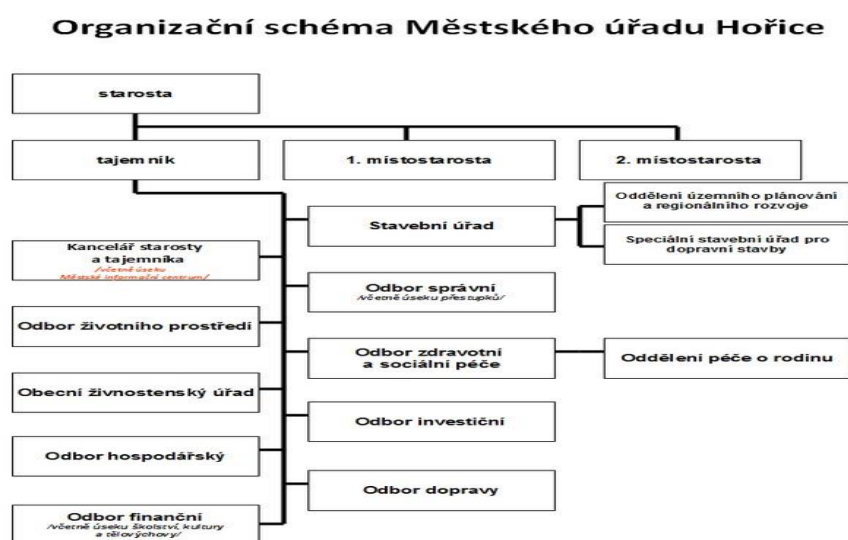 Organizační schéma Městského úřadu Hořice
starosta
tajemník
1. místostarosta
2. místostarosta
Stavební úřad
Oddělení územního plánování
a regionálního rozvoje
Speciální stavební úřad pro
dopravní stavby
Kancelář starosty
a tajemníka
/včetně úseku
Městské informační centrum/
Odbor správní
/včetně úseku přestupků/
Odbor životního prostředí
Odbor zdravotní
a sociální péče
Oddělení péče o rodinu
Obecní živnostenský úřad
Odbor investiční
Odbor hospodářský
Odbor dopravy
Odbor finanční
/včetně úseku školství, kultury
a tělovýchovy/